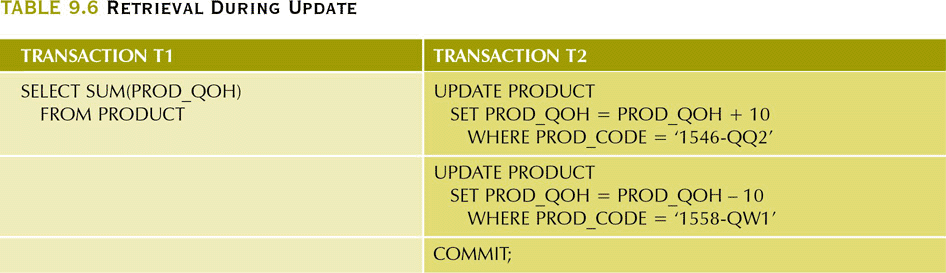 TABLE 9.6 RETRIEVAL DURING UPDATE
TRANSACTION T1
TRANSACTION T2
SELECT SUM(PROD_QOH)
FROM PRODUCT
UPDATE PRODUCT
SET PROD_QOH = PROD_QOH + 10
WHERE PROD_CODE = ‘1546-QQ2’
UPDATE PRODUCT
SET PROD_QOH = PROD_QOH – 10
WHERE PROD_CODE = ‘1558-QW1’
COMMIT;